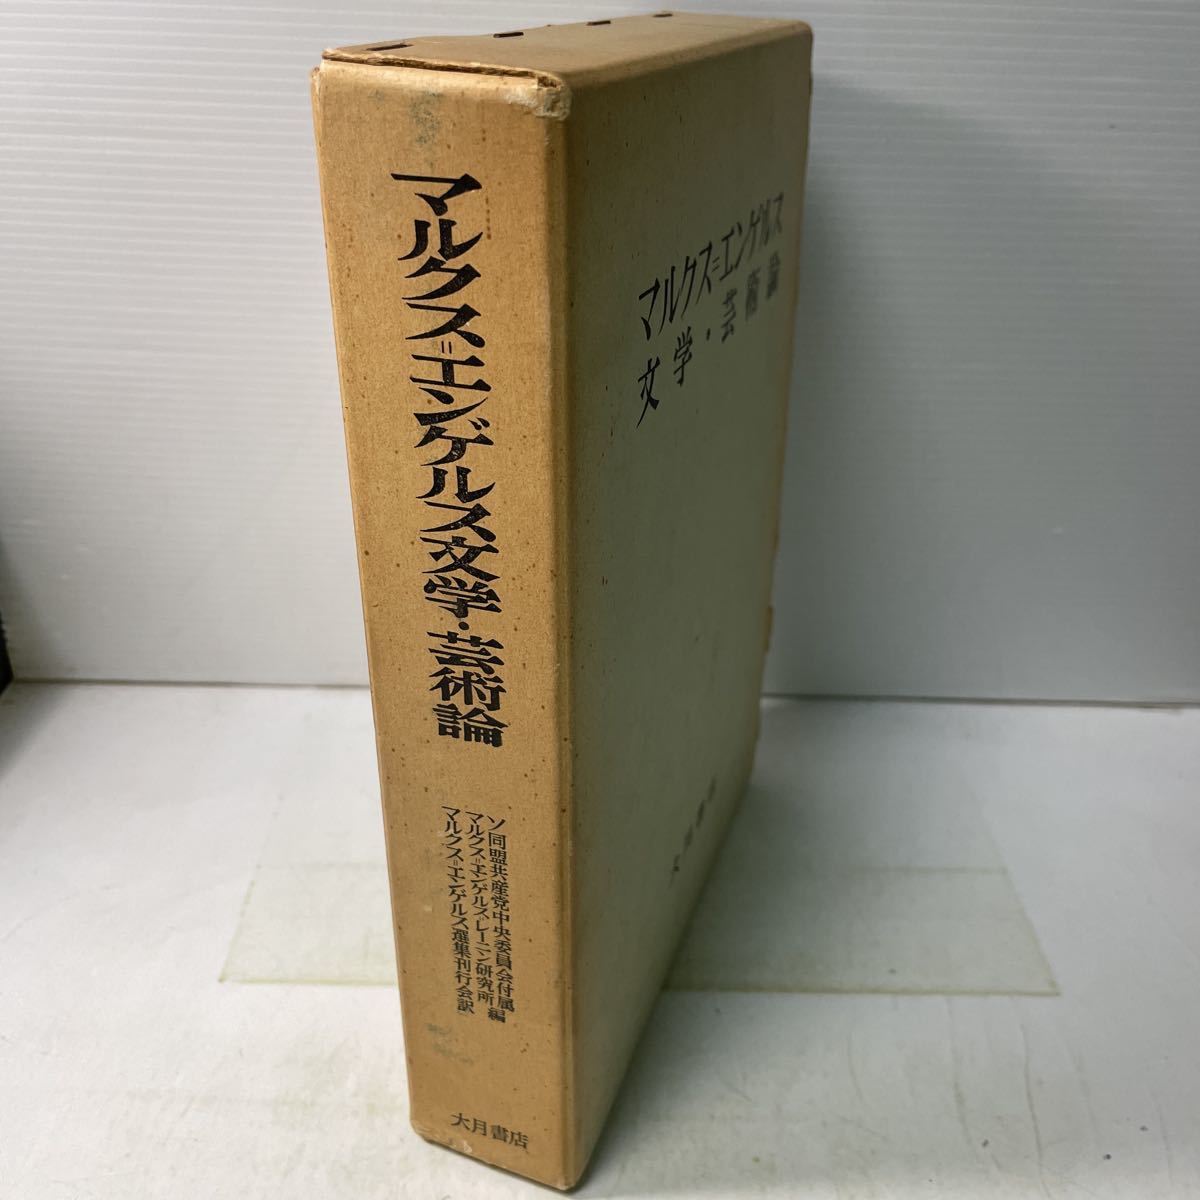 マルクス=エンゲルス文学・芸術論
ソ同盟共産党中央委員会付属
マルクス=エンゲルス=レーニン研究所編
マルクス=エンゲルス選集刊行会訳
大月書店
マルクス=エンゲルス
文学・芸術論
大月書店